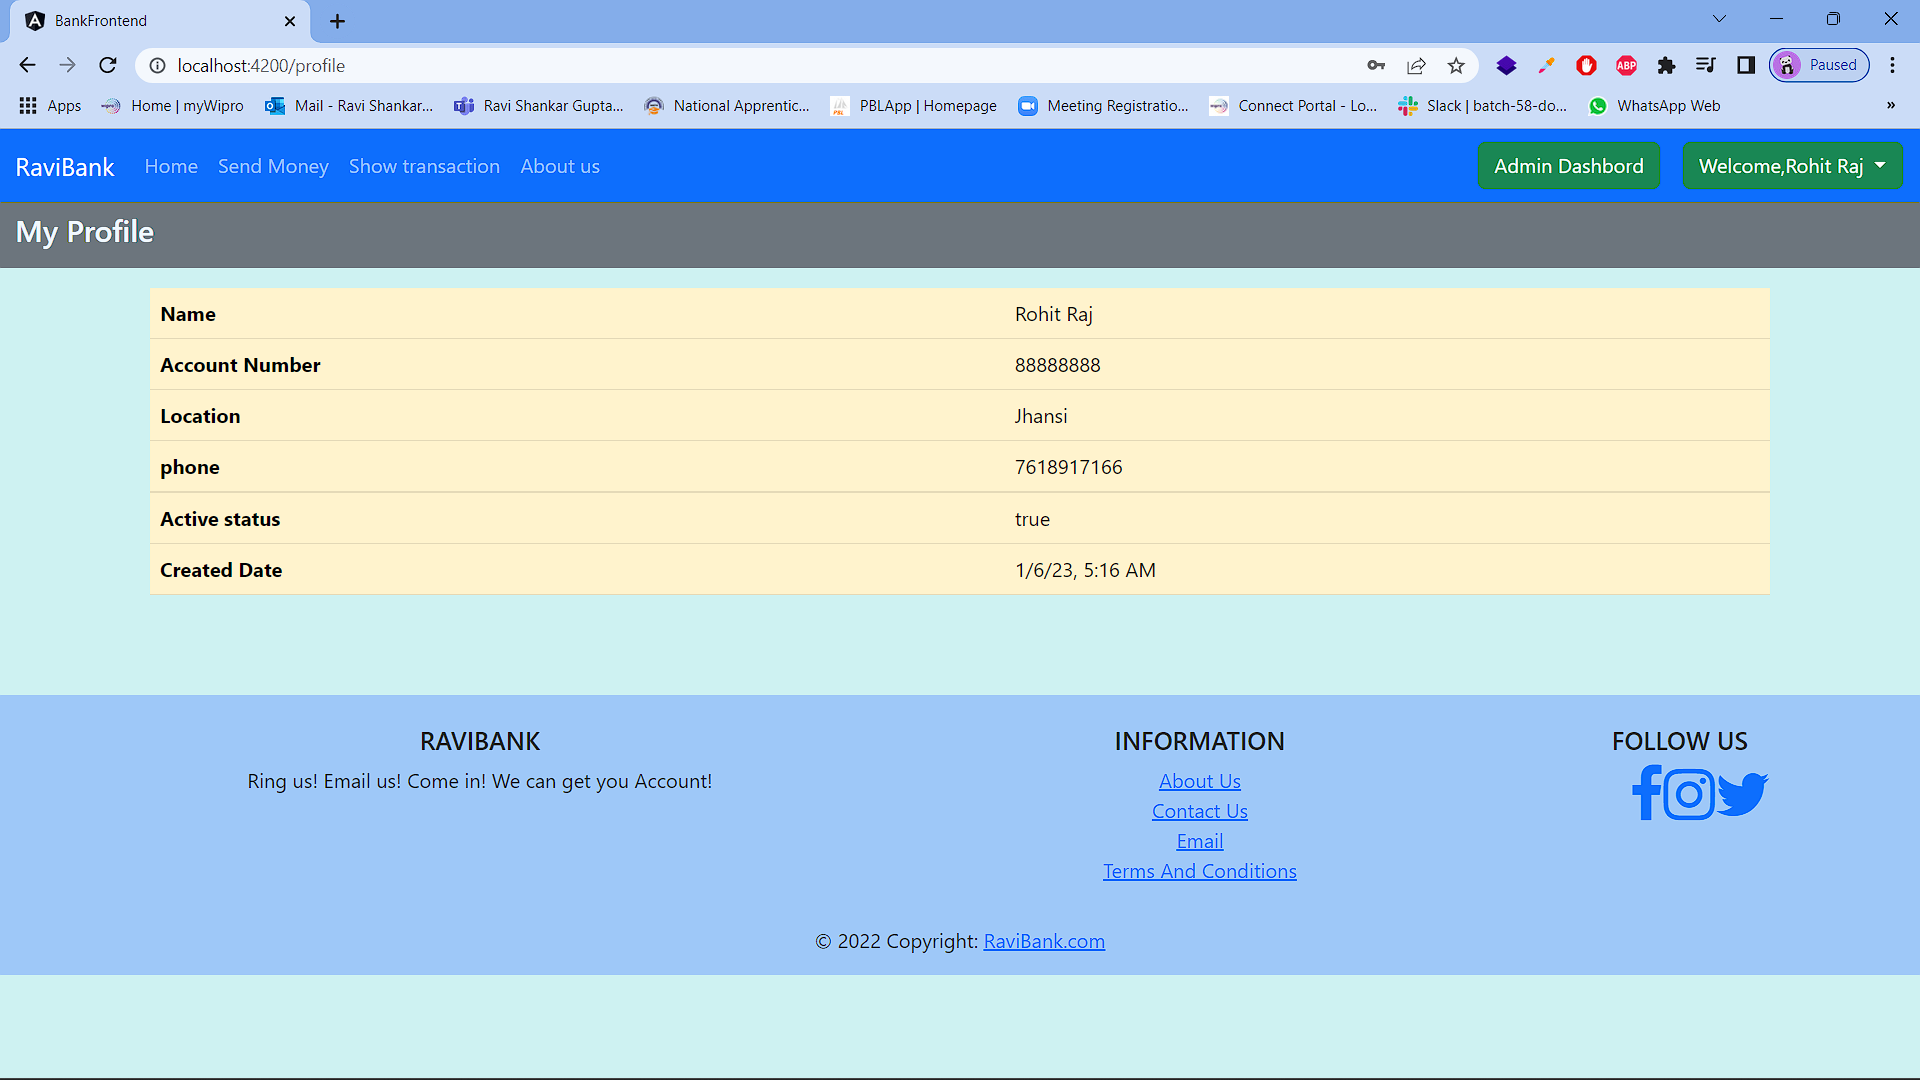 BankFrontend
localhost:4200/profile
Paused
Apps Home | myWipro Mail - Ravi Shankar... Ravi Shankar Gupta... National Apprentic... PBLApp | Homepage Meeting Registratio... Connect Portal - Lo... Slack | batch-58-do... WhatsApp Web »
RaviBank Home Send Money Show transaction About us Admin Dashbord Welcome,Rohit Raj
My Profile
Name Rohit Raj
Account Number 88888888
Location Jhansi
phone 7618917166
Active status true
Created Date 1/6/23, 5:16 AM
RAVIBANK
Ring us! Email us! Come in! We can get you Account!
INFORMATION
About Us
Contact Us
Email
Terms And Conditions
FOLLOW US
© 2022 Copyright: RaviBank.com